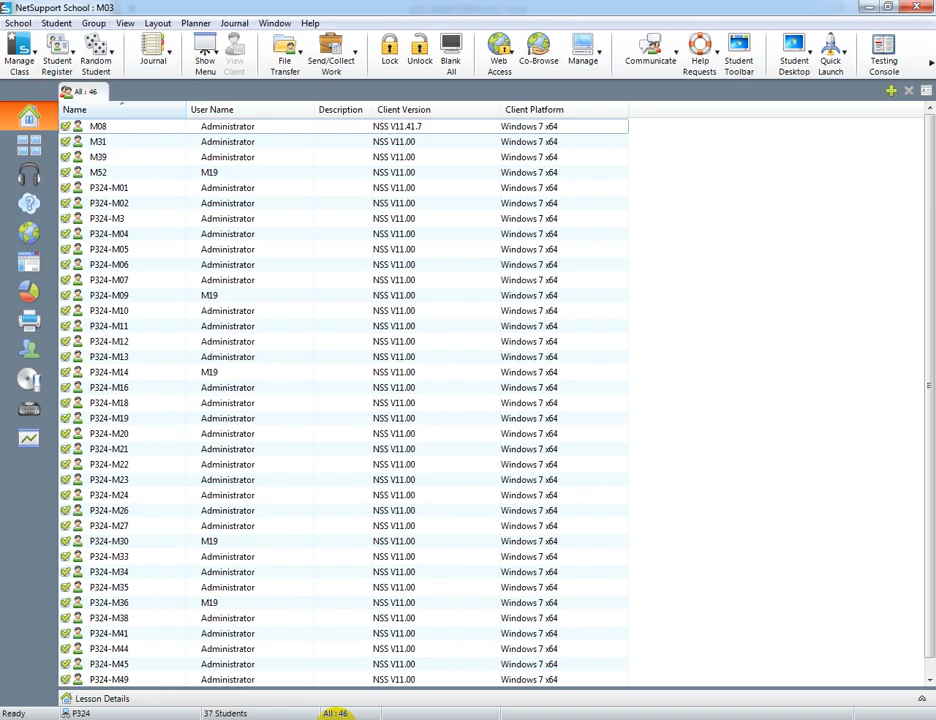 NetSupport School : M03
School Student Group View Layout Planner Journal Window Help
Manage Class
Student Register
Random Student
Journal
Show Menu
View Client
File Transfer
Send/Collect Work
Lock
Unlock
Blank All
Web Access
Co-Browse
Manage
Communicate
Help Requests
Student Toolbar
Student Desktop
Quick Launch
Testing Console
All : 46
Name User Name Description Client Version Client Platform
M08 Administrator NSS V11.41.7 Windows 7 x64
M31 Administrator NSS V11.00 Windows 7 x64
M39 Administrator NSS V11.00 Windows 7 x64
M52 M19 NSS V11.00 Windows 7 x64
P324-M01 Administrator NSS V11.00 Windows 7 x64
P324-M02 Administrator NSS V11.00 Windows 7 x64
P324-M3 Administrator NSS V11.00 Windows 7 x64
P324-M04 Administrator NSS V11.00 Windows 7 x64
P324-M05 Administrator NSS V11.00 Windows 7 x64
P324-M06 Administrator NSS V11.00 Windows 7 x64
P324-M07 Administrator NSS V11.00 Windows 7 x64
P324-M09 M19 NSS V11.00 Windows 7 x64
P324-M10 Administrator NSS V11.00 Windows 7 x64
P324-M11 Administrator NSS V11.00 Windows 7 x64
P324-M12 Administrator NSS V11.00 Windows 7 x64
P324-M13 Administrator NSS V11.00 Windows 7 x64
P324-M14 M19 NSS V11.00 Windows 7 x64
P324-M16 Administrator NSS V11.00 Windows 7 x64
P324-M18 Administrator NSS V11.00 Windows 7 x64
P324-M19 Administrator NSS V11.00 Windows 7 x64
P324-M20 Administrator NSS V11.00 Windows 7 x64
P324-M21 Administrator NSS V11.00 Windows 7 x64
P324-M22 Administrator NSS V11.00 Windows 7 x64
P324-M23 Administrator NSS V11.00 Windows 7 x64
P324-M24 Administrator NSS V11.00 Windows 7 x64
P324-M26 Administrator NSS V11.00 Windows 7 x64
P324-M27 Administrator NSS V11.00 Windows 7 x64
P324-M30 M19 NSS V11.00 Windows 7 x64
P324-M33 Administrator NSS V11.00 Windows 7 x64
P324-M34 Administrator NSS V11.00 Windows 7 x64
P324-M35 Administrator NSS V11.00 Windows 7 x64
P324-M36 M19 NSS V11.00 Windows 7 x64
P324-M38 Administrator NSS V11.00 Windows 7 x64
P324-M41 Administrator NSS V11.00 Windows 7 x64
P324-M44 Administrator NSS V11.00 Windows 7 x64
P324-M45 Administrator NSS V11.00 Windows 7 x64
P324-M49 Administrator NSS V11.00 Windows 7 x64
Lesson Details
Ready P324 37 Students All : 46